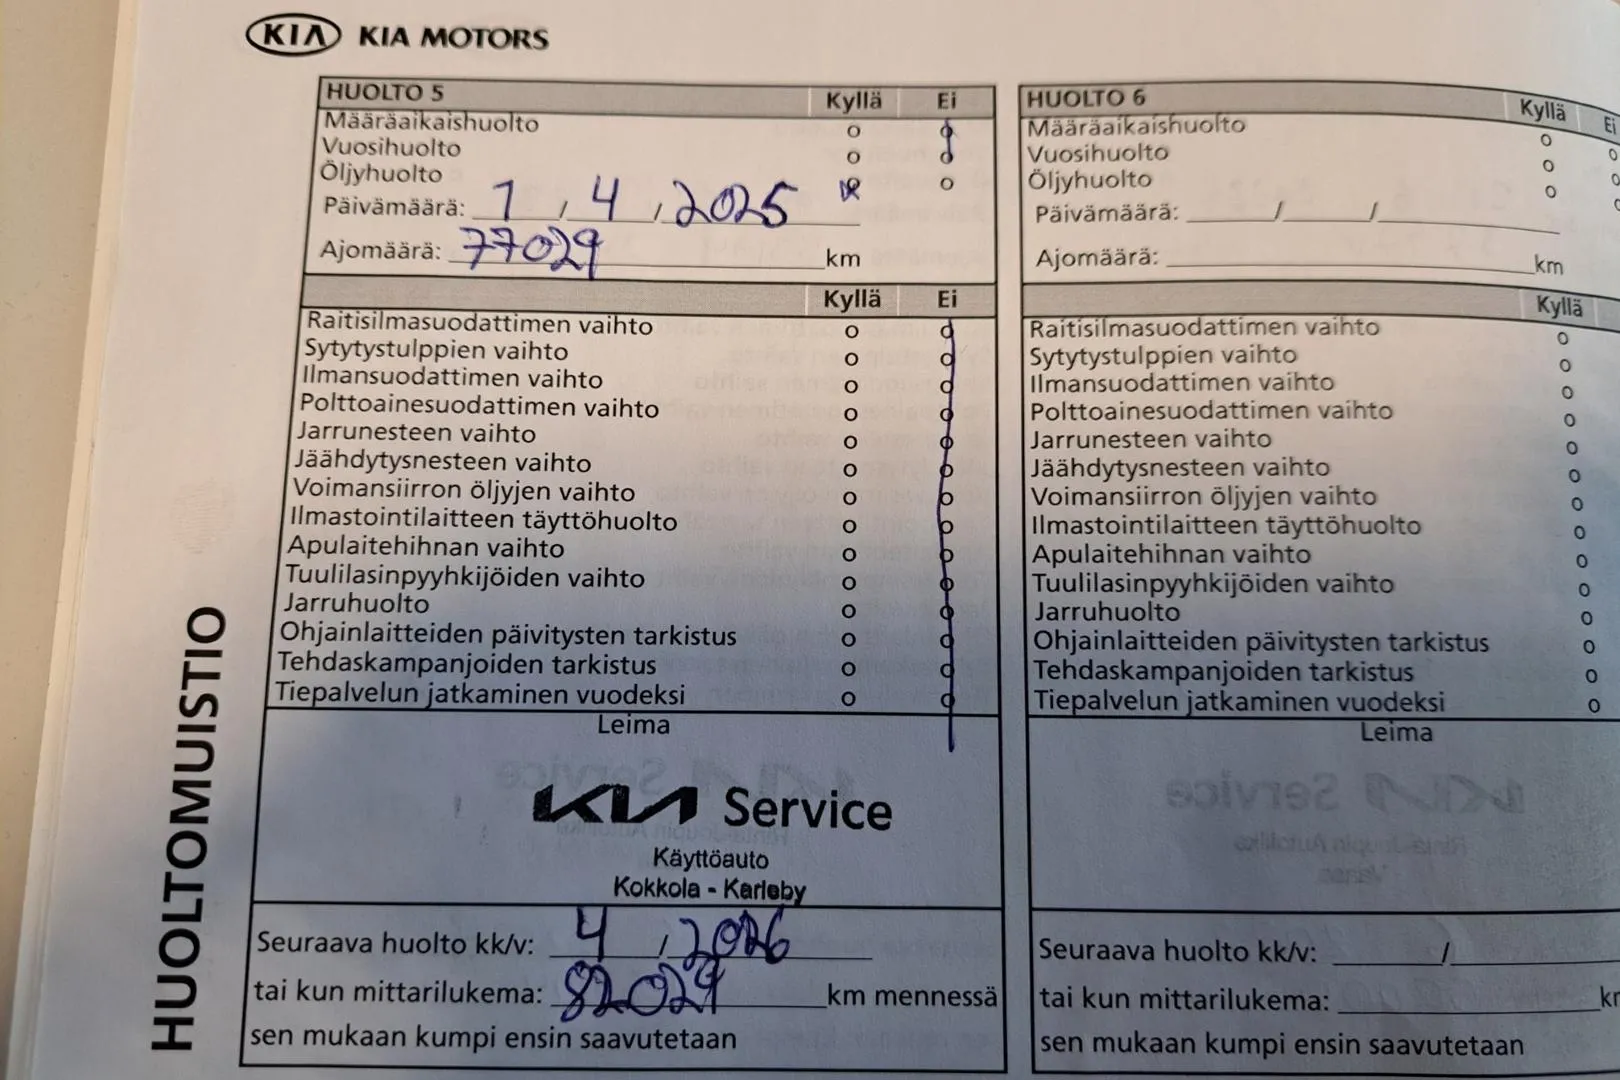 KIA KIA MOTORS
HUOLTO 5 Kyllä Ei
Määräaikaishuolto o o
Vuosihuolto o o
Öljyhuolto o o
Päivämäärä: 1 / 4 / 2025
Ajomäärä: 77029 km
Kyllä Ei
Raitisilmasuodattimen vaihto o o
Sytytystulppien vaihto o o
Ilmansuodattimen vaihto o o
Polttoainesuodattimen vaihto o o
Jarrunesteen vaihto o o
Jäähdytysnesteen vaihto o o
Voimansiirron öljyjen vaihto o o
Ilmastointilaitteen täyttöhuolto o o
Apulaitehihnan vaihto o o
Tuulilasinpyyhkijöiden vaihto o o
Jarruhuolto o o
Ohjainlaitteiden päivitysten tarkistus o o
Tehdaskampanjoiden tarkistus o o
Tiepalvelun jatkaminen vuodeksi o o
Leima
KIA Service
Käyttöauto
Kokkola - Karleby
Seuraava huolto kk/v: 4 / 2026
tai kun mittarilukema: 82029 km mennessä
sen mukaan kumpi ensin saavutetaan
HUOLTO 6 Kyllä Ei
Määräaikaishuolto o o
Vuosihuolto o o
Öljyhuolto o o
Päivämäärä: / /
Ajomäärä: km
Kyllä
Raitisilmasuodattimen vaihto o
Sytytystulppien vaihto o
Ilmansuodattimen vaihto o
Polttoainesuodattimen vaihto o
Jarrunesteen vaihto o
Jäähdytysnesteen vaihto o
Voimansiirron öljyjen vaihto o
Ilmastointilaitteen täyttöhuolto o
Apulaitehihnan vaihto o
Tuulilasinpyyhkijöiden vaihto o
Jarruhuolto o
Ohjainlaitteiden päivitysten tarkistus o
Tehdaskampanjoiden tarkistus o
Tiepalvelun jatkaminen vuodeksi o
Leima
Seuraava huolto kk/v: /
tai kun mittarilukema:
sen mukaan kumpi ensin saavutetaan
HUOLTOMUISTIO